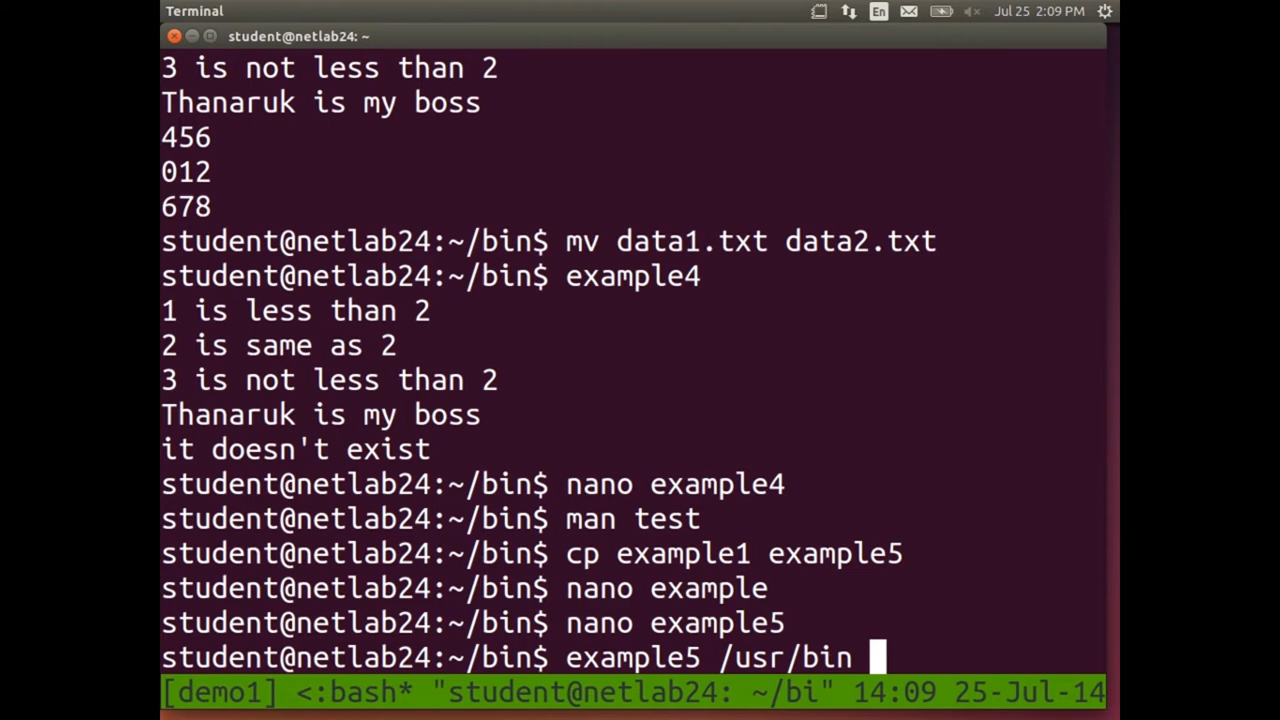 Terminal En Jul 25 2:09 PM
student@netlab24: ~
3 is not less than 2
Thanaruk is my boss
456
012
678
student@netlab24:~/bin$ mv data1.txt data2.txt
student@netlab24:~/bin$ example4
1 is less than 2
2 is same as 2
3 is not less than 2
Thanaruk is my boss
it doesn't exist
student@netlab24:~/bin$ nano example4
student@netlab24:~/bin$ man test
student@netlab24:~/bin$ cp example1 example5
student@netlab24:~/bin$ nano example
student@netlab24:~/bin$ nano example5
student@netlab24:~/bin$ example5 /usr/bin
[demo1] <:bash* "student@netlab24: ~/bi" 14:09 25-Jul-14